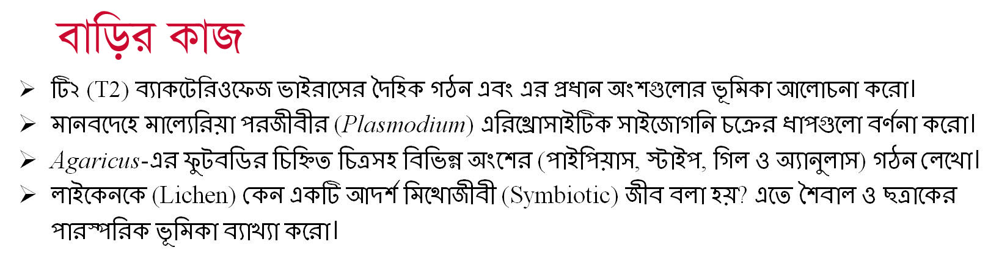 বাড়ির কাজ
➢ টি২ (T2) ব্যাকটেরিওফেজ ভাইরাসের দৈহিক গঠন এবং এর প্রধান অংশগুলোর ভূমিকা আলোচনা করো।
➢ মানবদেহে মাল্যেরিয়া পরজীবীর (Plasmodium) এরিথ্রোসাইটিক সাইজোগনি চক্রের ধাপগুলো বর্ণনা করো।
➢ Agaricus-এর ফুটবডির চিহ্নিত চিত্রসহ বিভিন্ন অংশের (পাইপিয়াস, স্টাইপ, গিল ও অ্যানুলাস) গঠন লেখো।
➢ লাইকেনকে (Lichen) কেন একটি আদর্শ মিথোজীবী (Symbiotic) জীব বলা হয়? এতে শৈবাল ও ছত্রাকের
পারস্পরিক ভূমিকা ব্যাখ্যা করো।